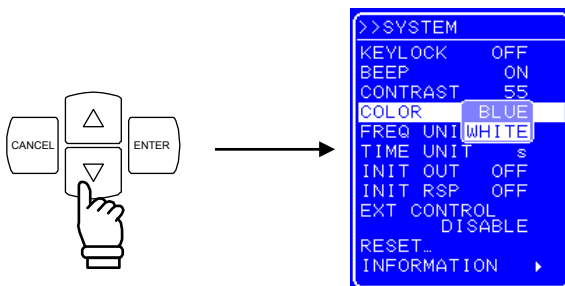 CANCEL
ENTER
>>SYSTEM
KEYLOCK OFF
BEEP ON
CONTRAST 55
COLOR BLUE
FREQ UNI WHITE
TIME UNIT s
INIT OUT OFF
INIT RSP OFF
EXT CONTROL
DISABLE
RESET…
INFORMATION